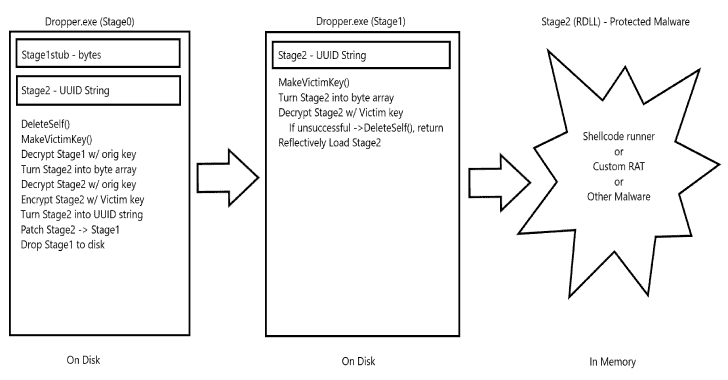 Dropper.exe (Stage0)
Stage1stub - bytes
Stage2 - UUID String
DeleteSelf()
MakeVictimKey()
Decrypt Stage1 w/ orig key
Turn Stage2 into byte array
Decrypt Stage2 w/ orig key
Encrypt Stage2 w/ Victim key
Turn Stage2 into UUID string
Patch Stage2 -> Stage1
Drop Stage1 to disk
On Disk
Dropper.exe (Stage1)
Stage2 - UUID String
MakeVictimKey()
Turn Stage2 into byte array
Decrypt Stage2 w/ Victim key
If unsuccessful ->DeleteSelf(), return
Reflectively Load Stage2
On Disk
Stage2 (RDLL) - Protected Malware
Shellcode runner
or
Custom RAT
or
Other Malware
In Memory